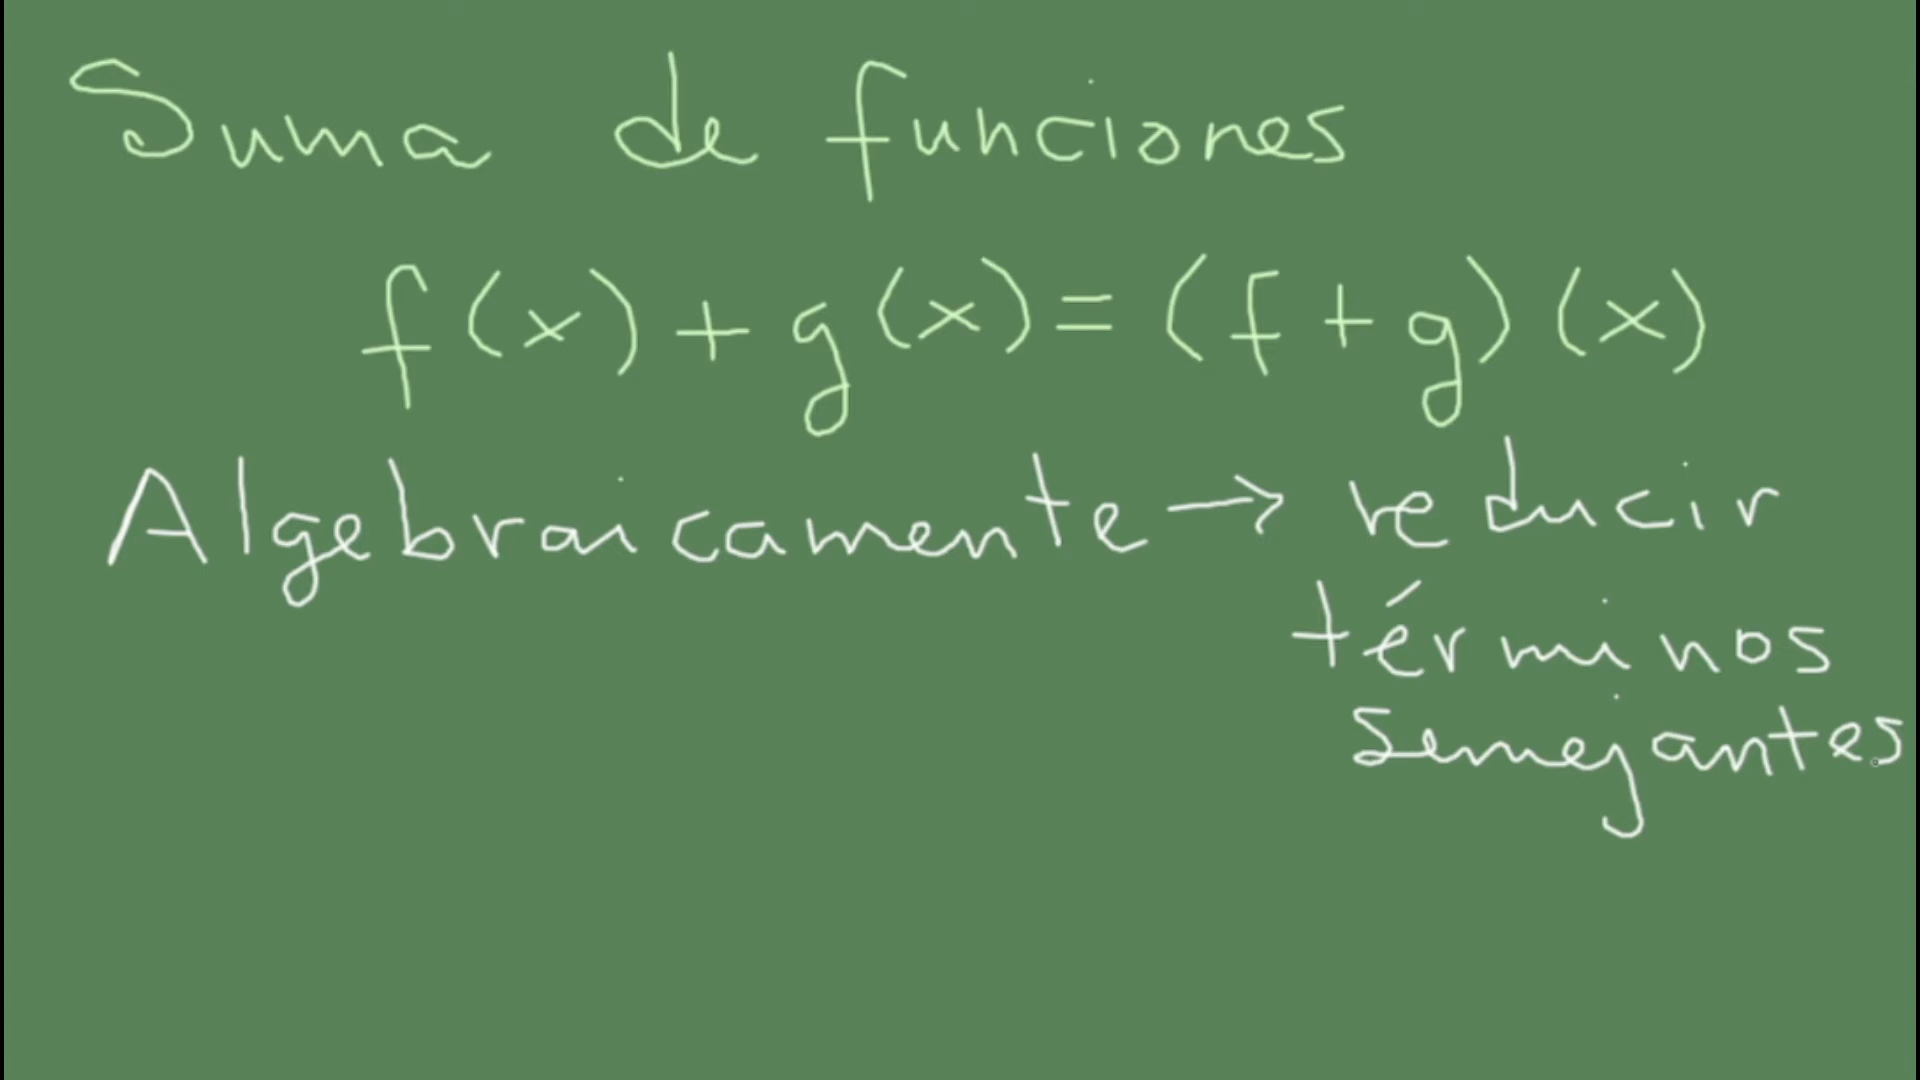 Suma de funciones
f(x) + g(x) = (f + g)(x)
Algebraicamente → reducir
términos
semejantes